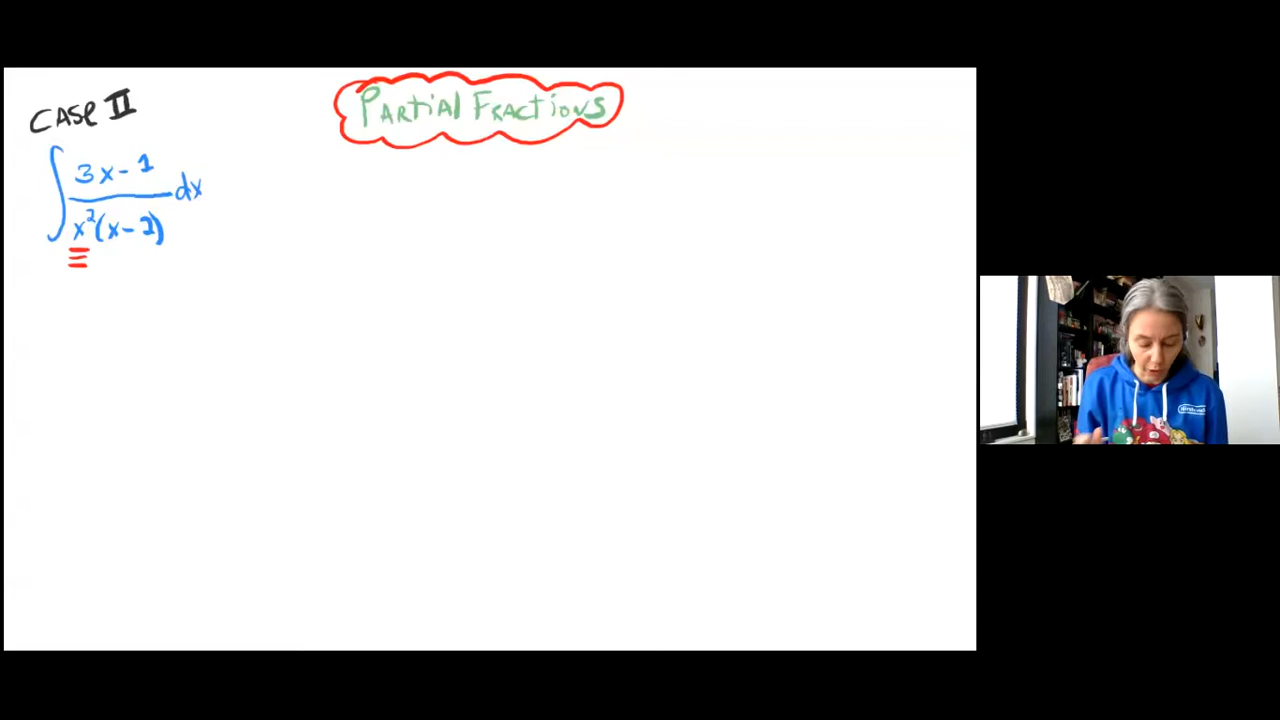 CASE II
PARTIAL FRACTIONS
∫ 3x-1
x²(x-1) dx